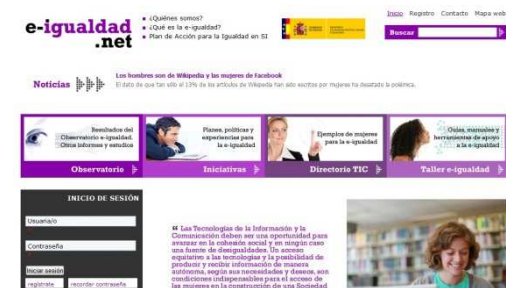 e-igualdad
.net
¿Quiénes somos?
¿Qué es la e-igualdad?
Plan de Acción para la Igualdad en SI
Inicio Registro Contacto Mapa web
Buscar
Noticias
Los hombres son de Wikipedia y las mujeres de Facebook
El dato de que tan sólo el 13% de los artículos de Wikipedia han sido escritos por mujeres ha desatado la polémica.
Resultados del
Observatorio e-igualdad.
Otros informes y estudios
Observatorio
Planes, políticas y
experiencias para
la e-igualdad
Iniciativas
Ejemplos de mujeres
para la e-igualdad
Directorio TIC
Guías, manuales y
herramientas de apoyo
a la e-igualdad
Taller e-igualdad
INICIO DE SESIÓN
Usuaria/o
Contraseña
Iniciar sesión
regístrate
recordar contraseña
“ Las Tecnologías de la Información y la
Comunicación deben ser una oportunidad para
avanzar en la cohesión social y en ningún caso
una fuente de desigualdades. Un acceso
equitativo a las tecnologías y la posibilidad de
producir y recibir información de manera
autónoma, según sus necesidades y deseos, son
condiciones indispensables para el acceso de
las mujeres en la construcción de una Sociedad